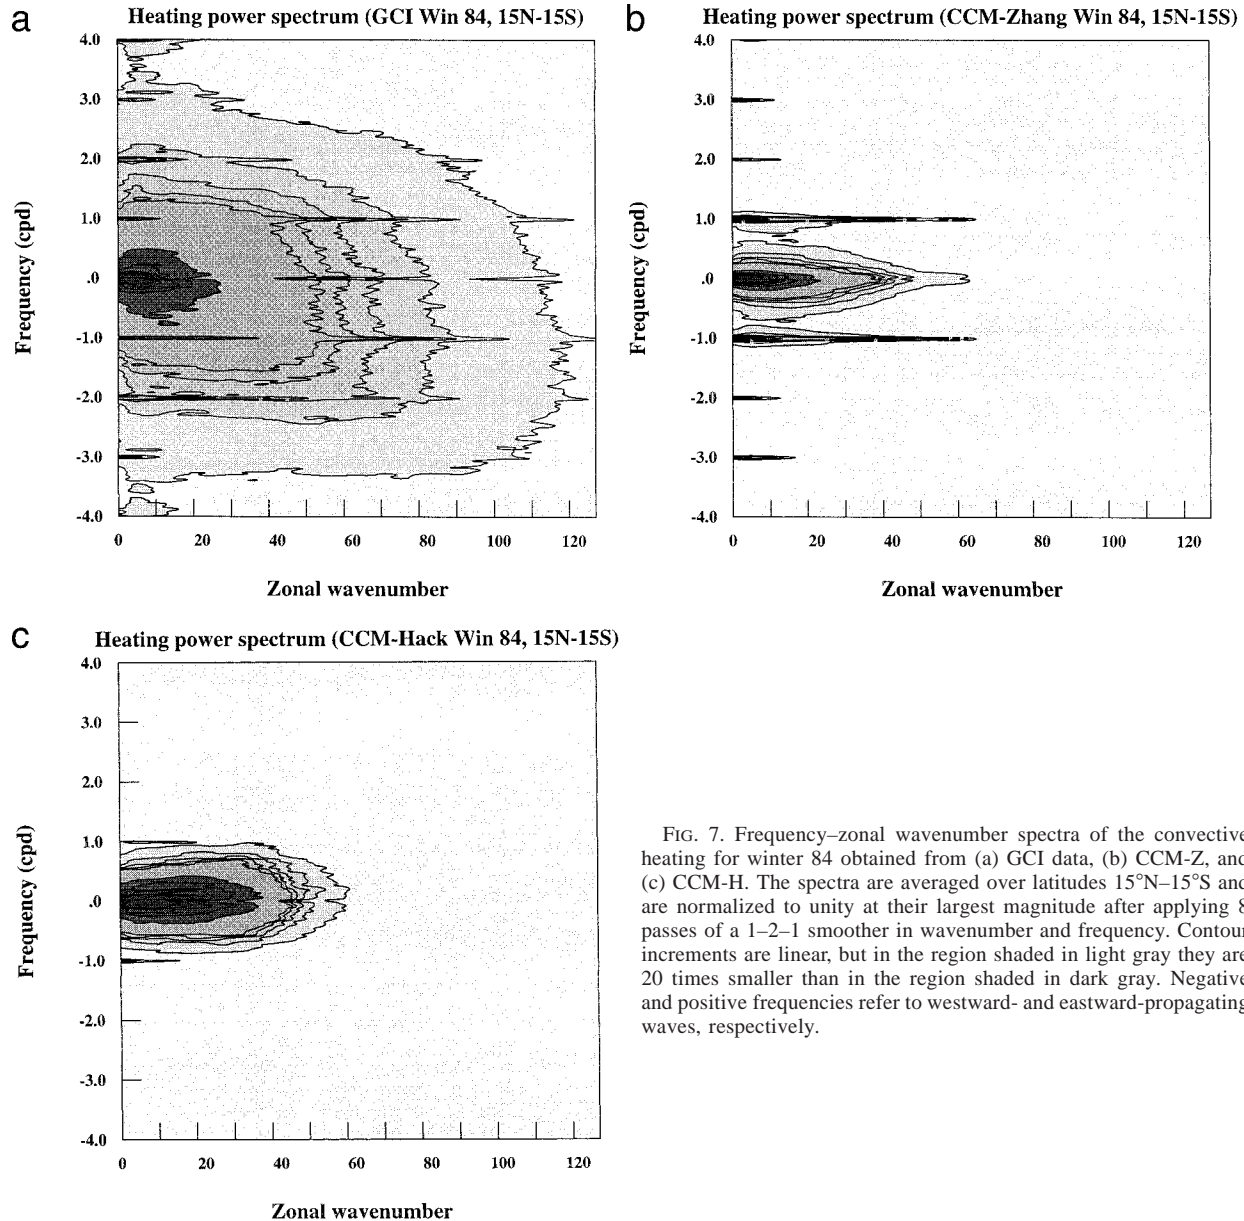 a
Heating power spectrum (GCI Win 84, 15N-15S)
4.0
3.0
2.0
1.0
.0
-1.0
-2.0
-3.0
-4.0
Frequency (cpd)
0 20 40 60 80 100 120
Zonal wavenumber
b
Heating power spectrum (CCM-Zhang Win 84, 15N-15S)
4.0
3.0
2.0
1.0
.0
-1.0
-2.0
-3.0
-4.0
Frequency (cpd)
0 20 40 60 80 100 120
Zonal wavenumber
c
Heating power spectrum (CCM-Hack Win 84, 15N-15S)
4.0
3.0
2.0
1.0
.0
-1.0
-2.0
-3.0
-4.0
Frequency (cpd)
0 20 40 60 80 100 120
Zonal wavenumber
FIG. 7. Frequency–zonal wavenumber spectra of the convective
heating for winter 84 obtained from (a) GCI data, (b) CCM-Z, and
(c) CCM-H. The spectra are averaged over latitudes 15°N–15°S and
are normalized to unity at their largest magnitude after applying 8
passes of a 1–2–1 smoother in wavenumber and frequency. Contour
increments are linear, but in the region shaded in light gray they are
20 times smaller than in the region shaded in dark gray. Negative
and positive frequencies refer to westward- and eastward-propagating
waves, respectively.